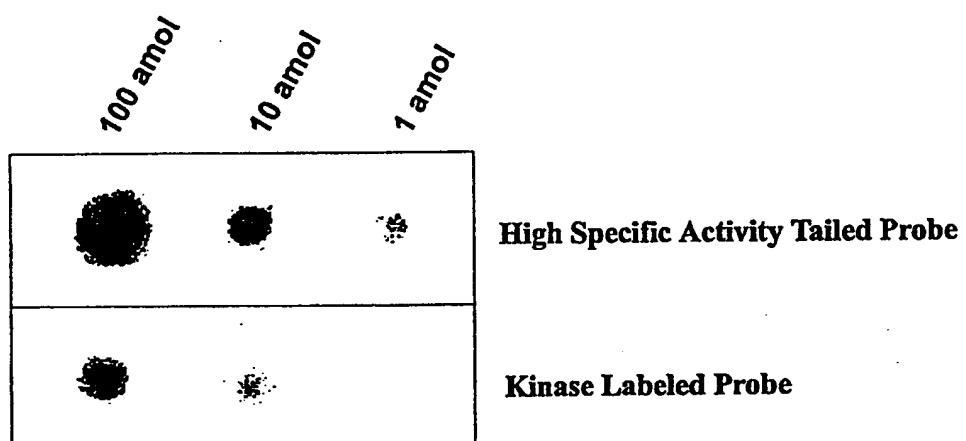 100 amol
10 amol
1 amol
High Specific Activity Tailed Probe
Kinase Labeled Probe